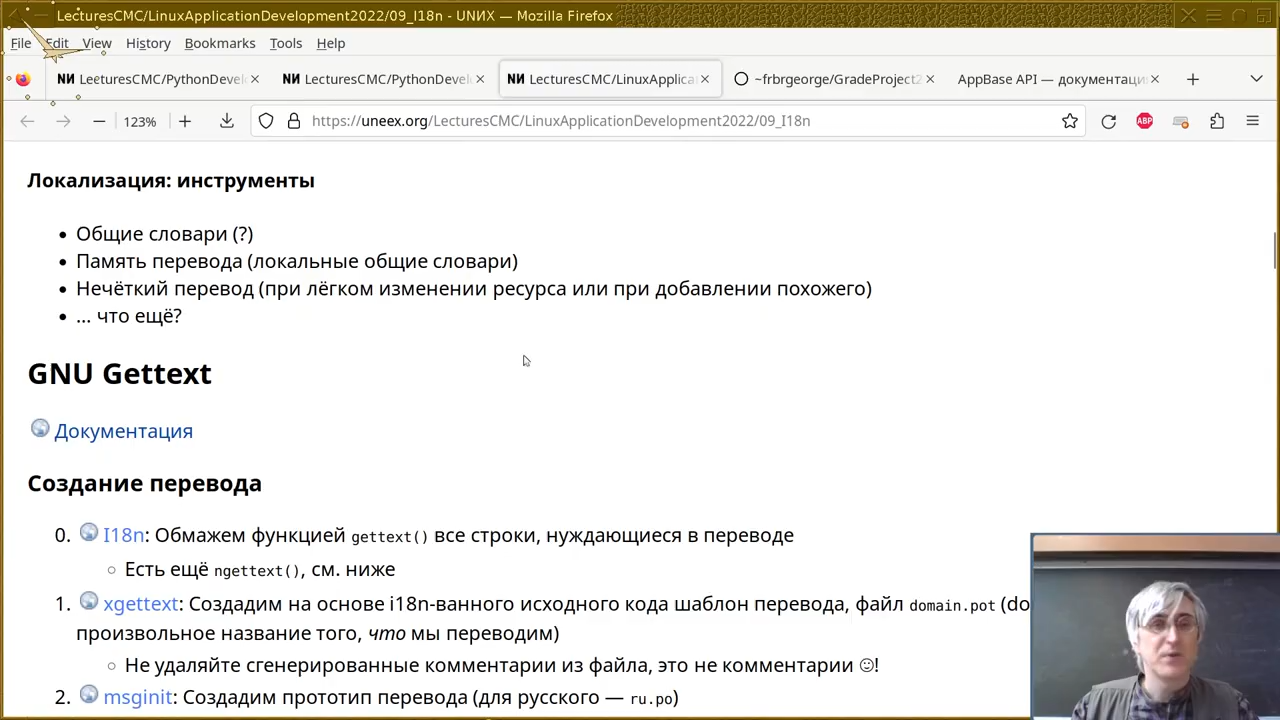 LecturesCMC/LinuxApplicationDevelopment2022/09_I18n - UNИX — Mozilla Firefox
File Edit View History Bookmarks Tools Help
LecturesCMC/PythonDevel
LecturesCMC/PythonDevel
LecturesCMC/LinuxApplica
~frbrgeorge/GradeProject2
AppBase API — документаци
123%
https://uneex.org/LecturesCMC/LinuxApplicationDevelopment2022/09_I18n
ABP
Локализация: инструменты
• Общие словари (?)
• Память перевода (локальные общие словари)
• Нечёткий перевод (при лёгком изменении ресурса или при добавлении похожего)
• … что ещё?
GNU Gettext
Документация
Создание перевода
0. I18n: Обмажем функцией gettext() все строки, нуждающиеся в переводе
Есть ещё ngettext(), см. ниже
1. xgettext: Создадим на основе i18n-ванного исходного кода шаблон перевода, файл domain.pot (do
произвольное название того, что мы переводим)
Не удаляйте сгенерированные комментарии из файла, это не комментарии ☺!
2. msginit: Создадим прототип перевода (для русского — ru.po)